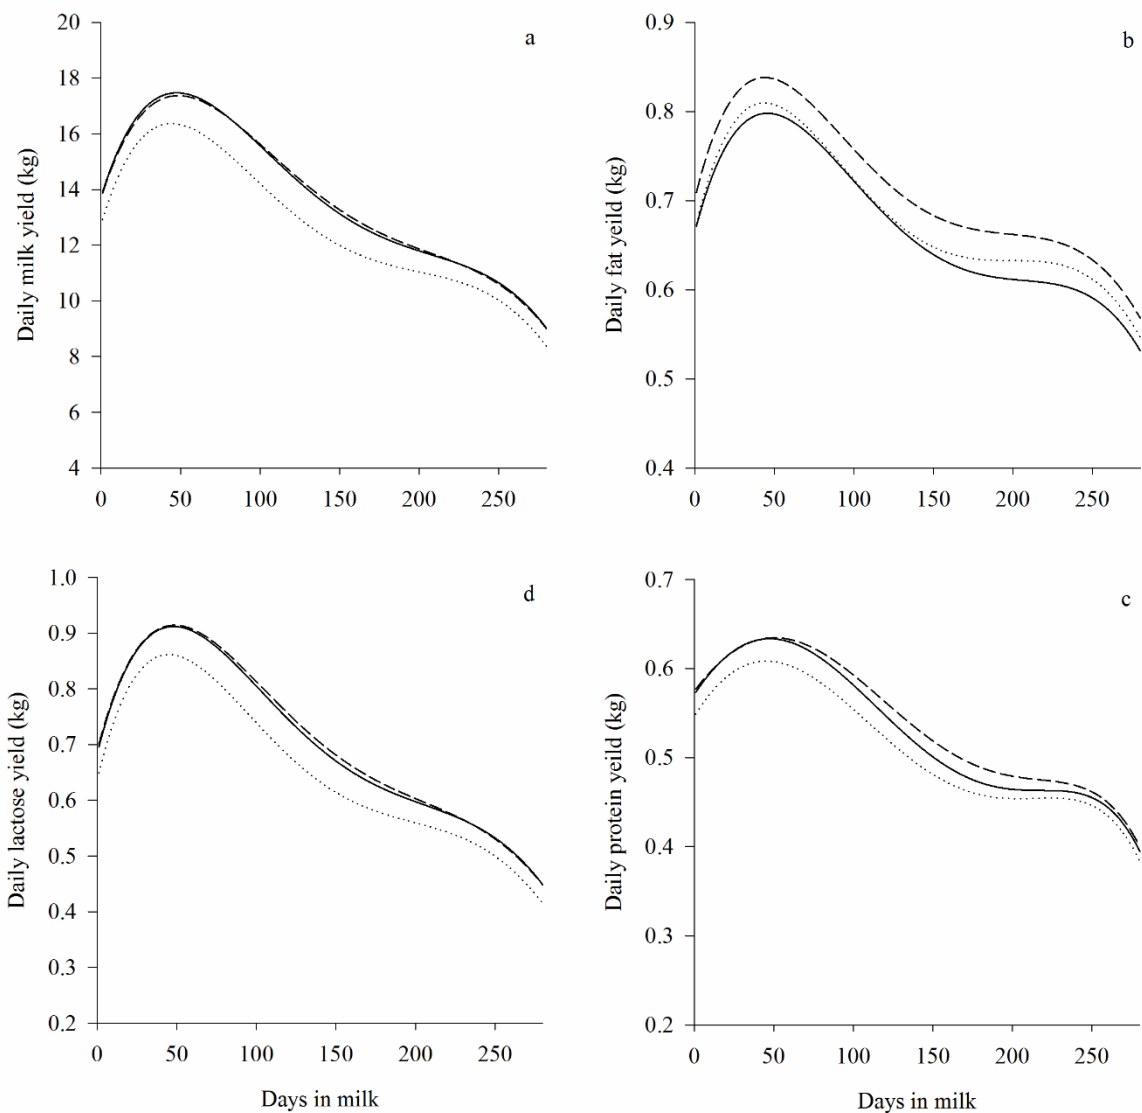 a
Daily milk yield (kg)
20
18
16
14
12
10
8
6
4
0 50 100 150 200 250
b
Daily fat yeild (kg)
0.9
0.8
0.7
0.6
0.5
0.4
0 50 100 150 200 250
d
Daily lactose yield (kg)
1.0
0.9
0.8
0.7
0.6
0.5
0.4
0.3
0.2
0 50 100 150 200 250
Days in milk
c
Daily protein yeild (kg)
0.7
0.6
0.5
0.4
0.3
0.2
0 50 100 150 200 250
Days in milk